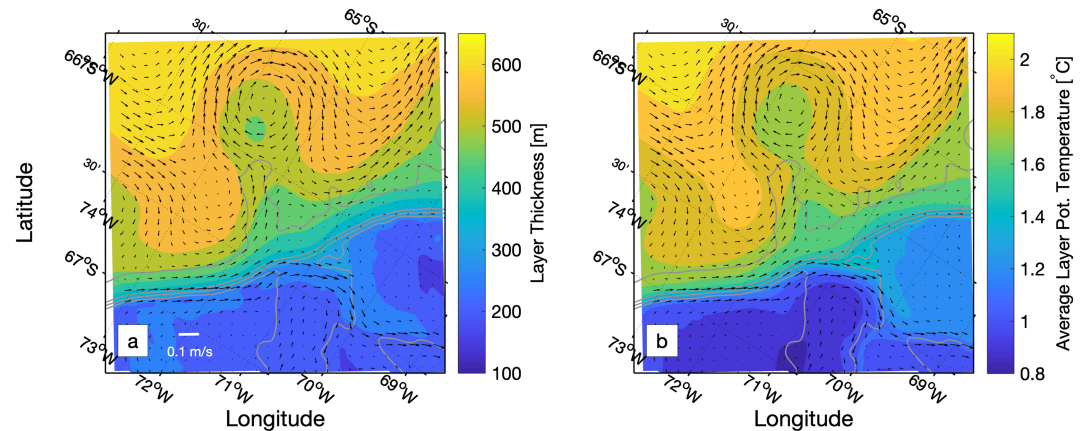 30'
65°S
66°S
67°W
30'
74°W
67°S
73°W
72°W
71°W
70°W
69°W
Latitude
Longitude
a
0.1 m/s
600
500
400
300
200
100
Layer Thickness [m]
30'
65°S
66°S
30'
74°W
67°S
73°W
72°W
71°W
70°W
69°W
Longitude
b
2
1.8
1.6
1.4
1.2
1
0.8
Average Layer Pot. Temperature [°C]